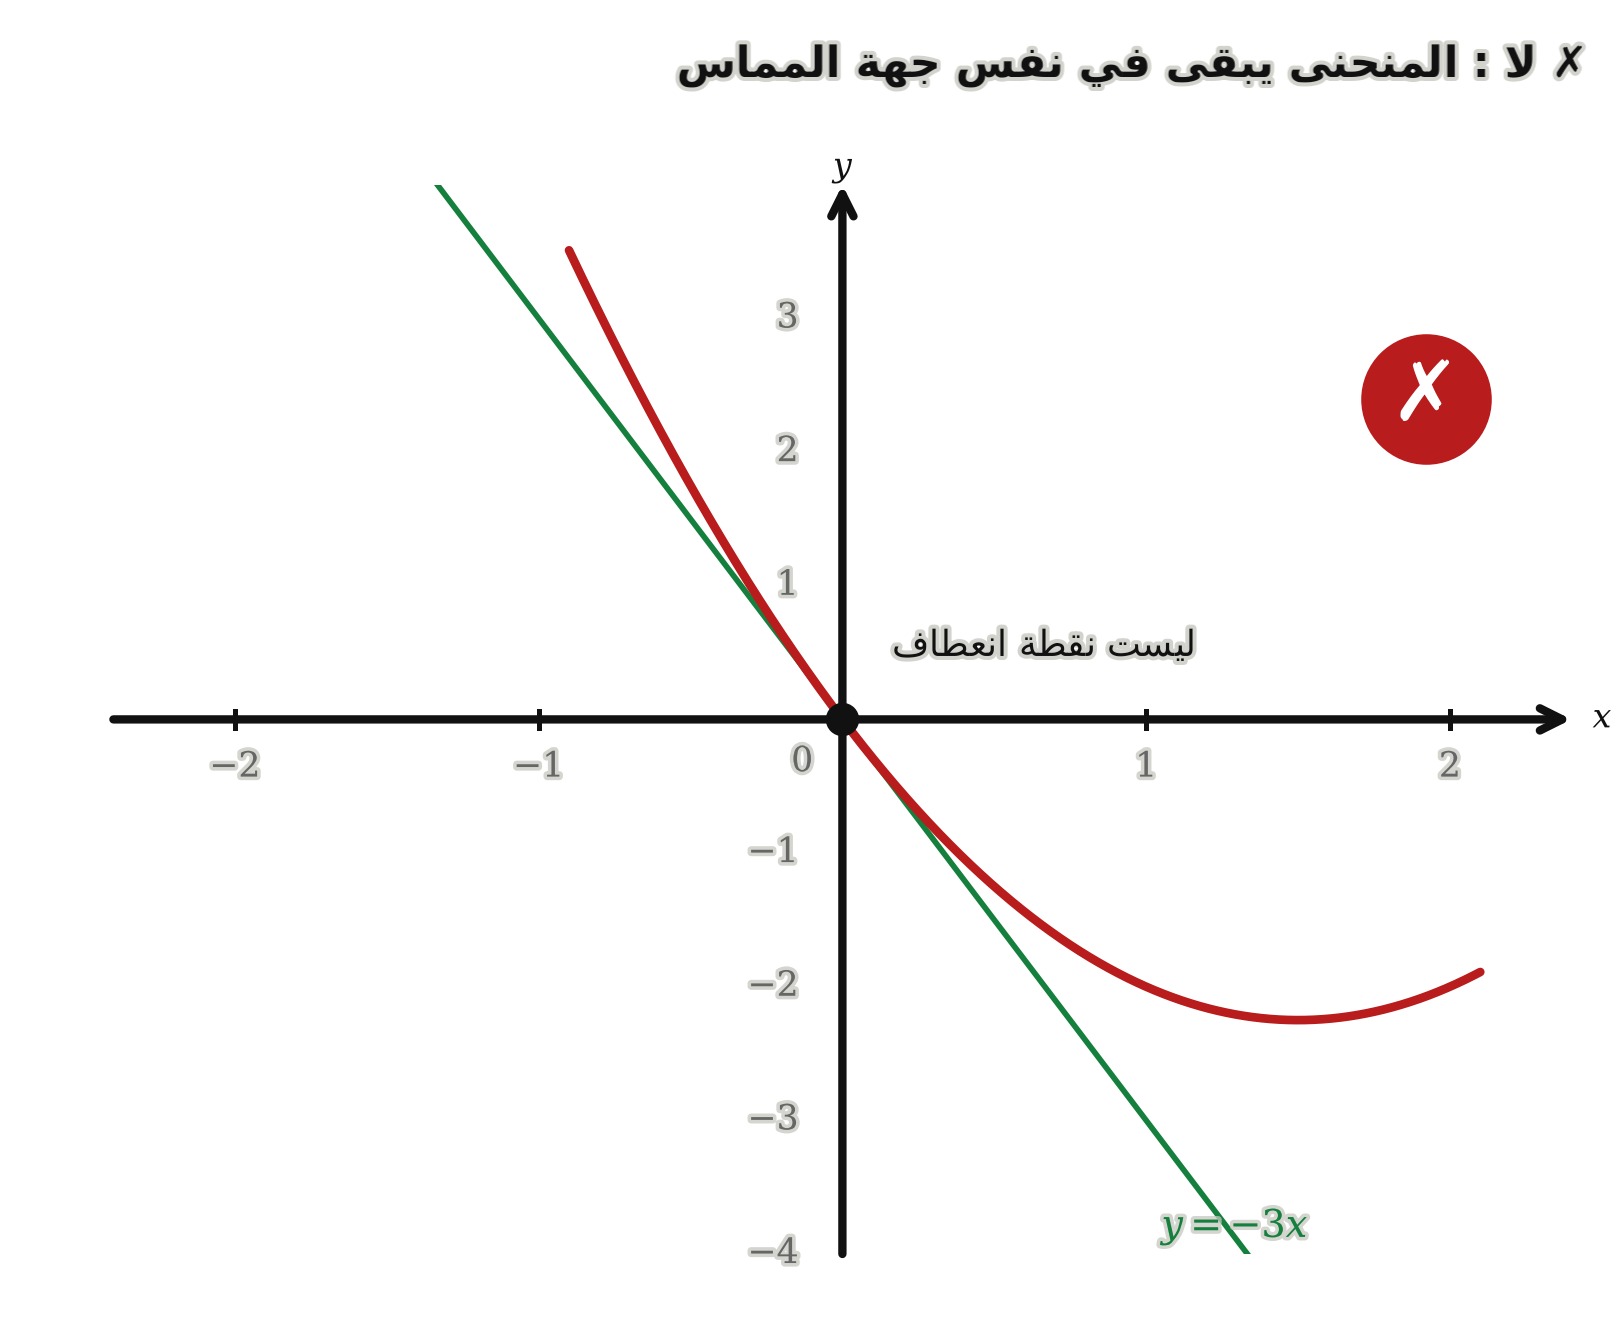 ✗ لا : المنحنى يبقى في نفس جهة المماس
y
3
2
1
✗
ليست نقطة انعطاف
x
−2
−1
0
1
2
−1
−2
−3
y = −3x
−4